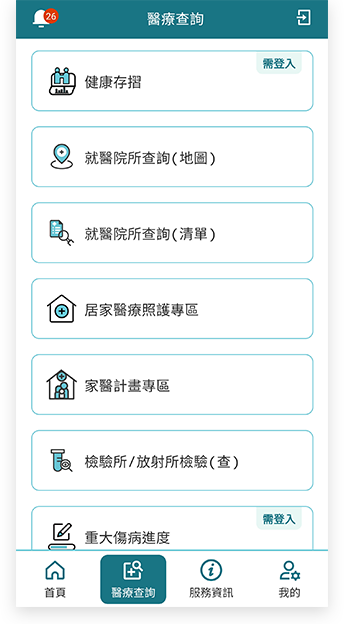 26
醫療查詢
需登入
健康存摺
就醫院所查詢(地圖)
就醫院所查詢(清單)
居家醫療照護專區
家醫計畫專區
檢驗所/放射所檢驗(查)
需登入
重大傷病進度
首頁
醫療查詢
服務資訊
我的